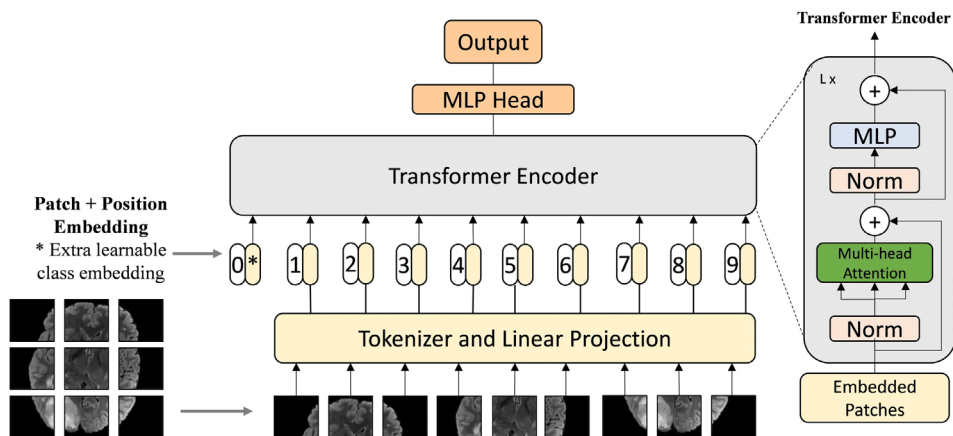 Transformer Encoder
Output
L x
+
MLP Head
MLP
Norm
Transformer Encoder
Patch + Position
Embedding
* Extra learnable
class embedding
+
Multi-head
Attention
0 * 1 2 3 4 5 6 7 8 9
Tokenizer and Linear Projection
Norm
Embedded
Patches